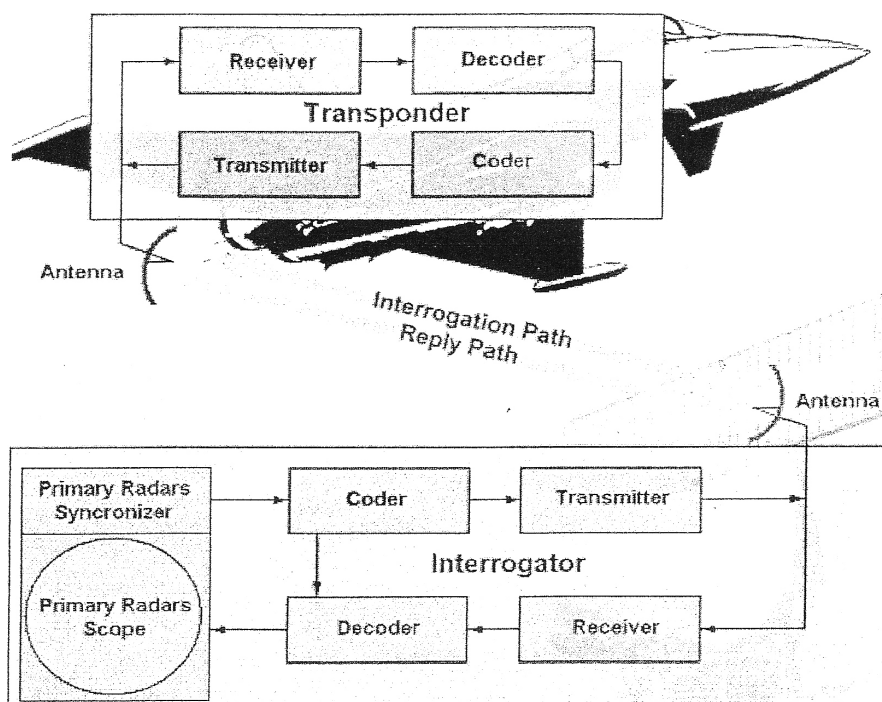 Receiver
Decoder
Transponder
Transmitter
Coder
Antenna
Interrogation Path
Reply Path
Antenna
Primary Radars
Syncronizer
Coder
Transmitter
Interrogator
Primary Radars
Scope
Decoder
Receiver